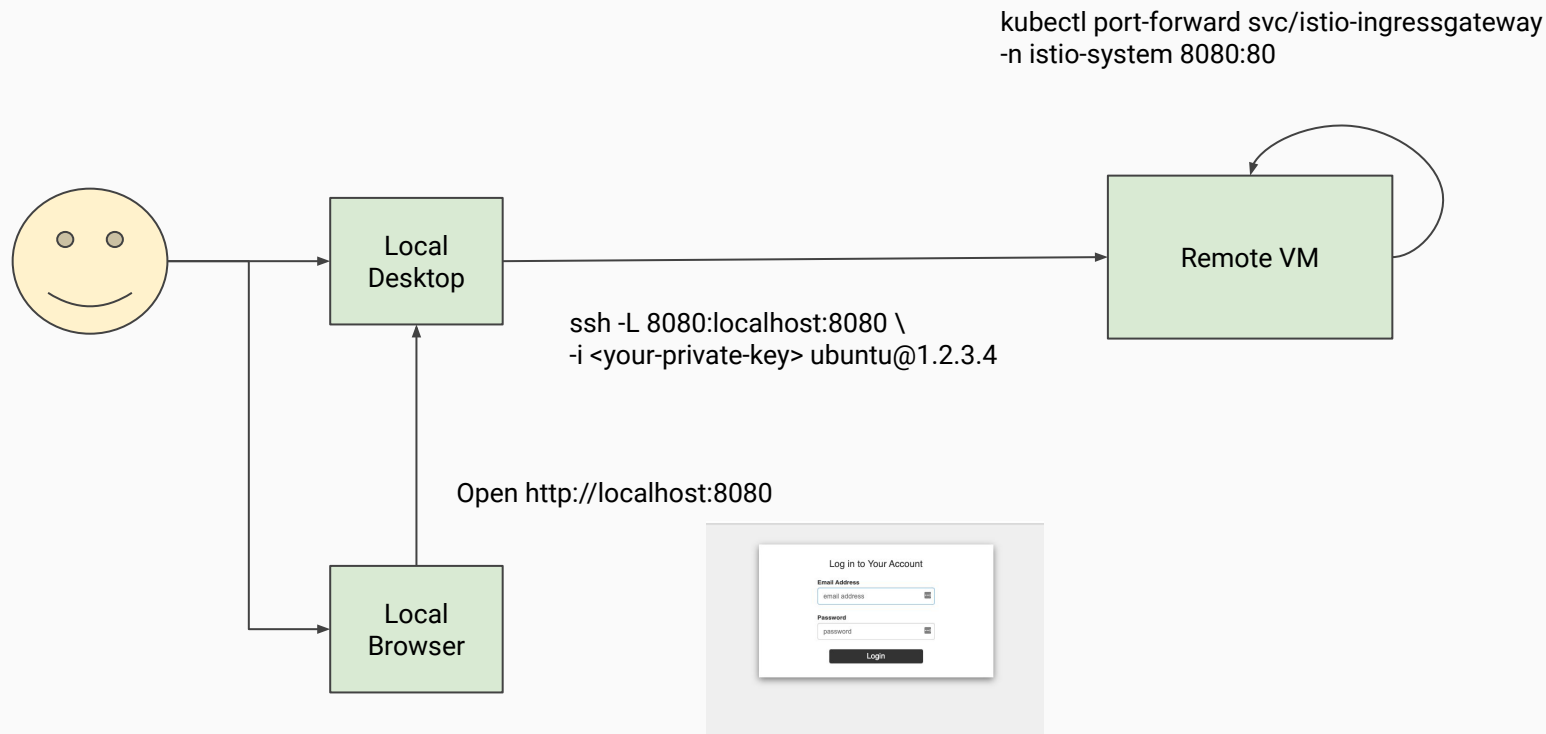 kubectl port-forward svc/istio-ingressgateway
-n istio-system 8080:80
Local
Desktop
Remote VM
ssh -L 8080:localhost:8080 \
-i <your-private-key> ubuntu@1.2.3.4
Open http://localhost:8080
Local
Browser
Log in to Your Account
Email Address
email address
Password
password
Login